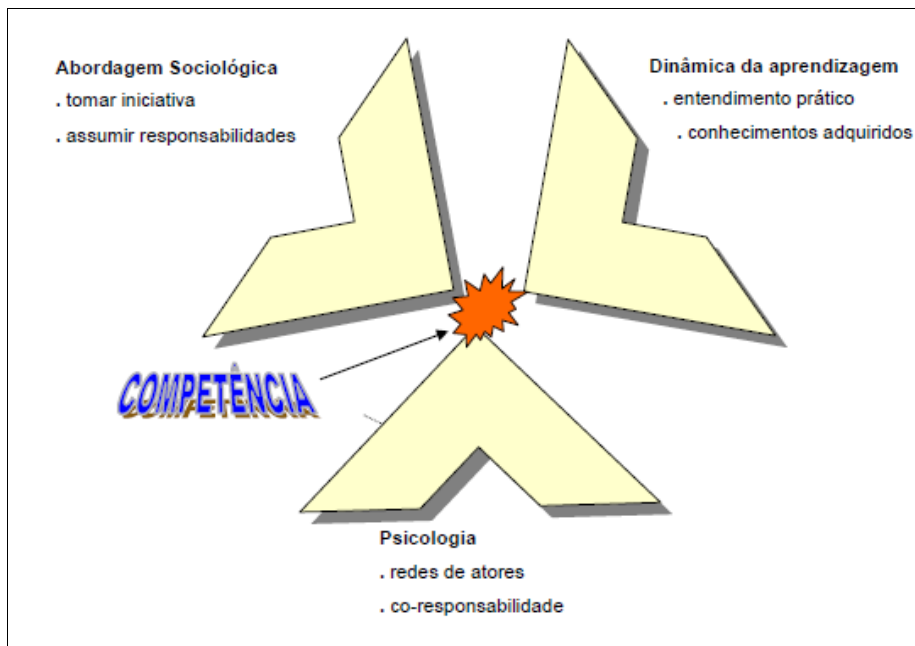 Abordagem Sociológica
. tomar iniciativa
. assumir responsabilidades
Dinâmica da aprendizagem
. entendimento prático
. conhecimentos adquiridos
COMPETÊNCIA
Psicologia
. redes de atores
. co-responsabilidade